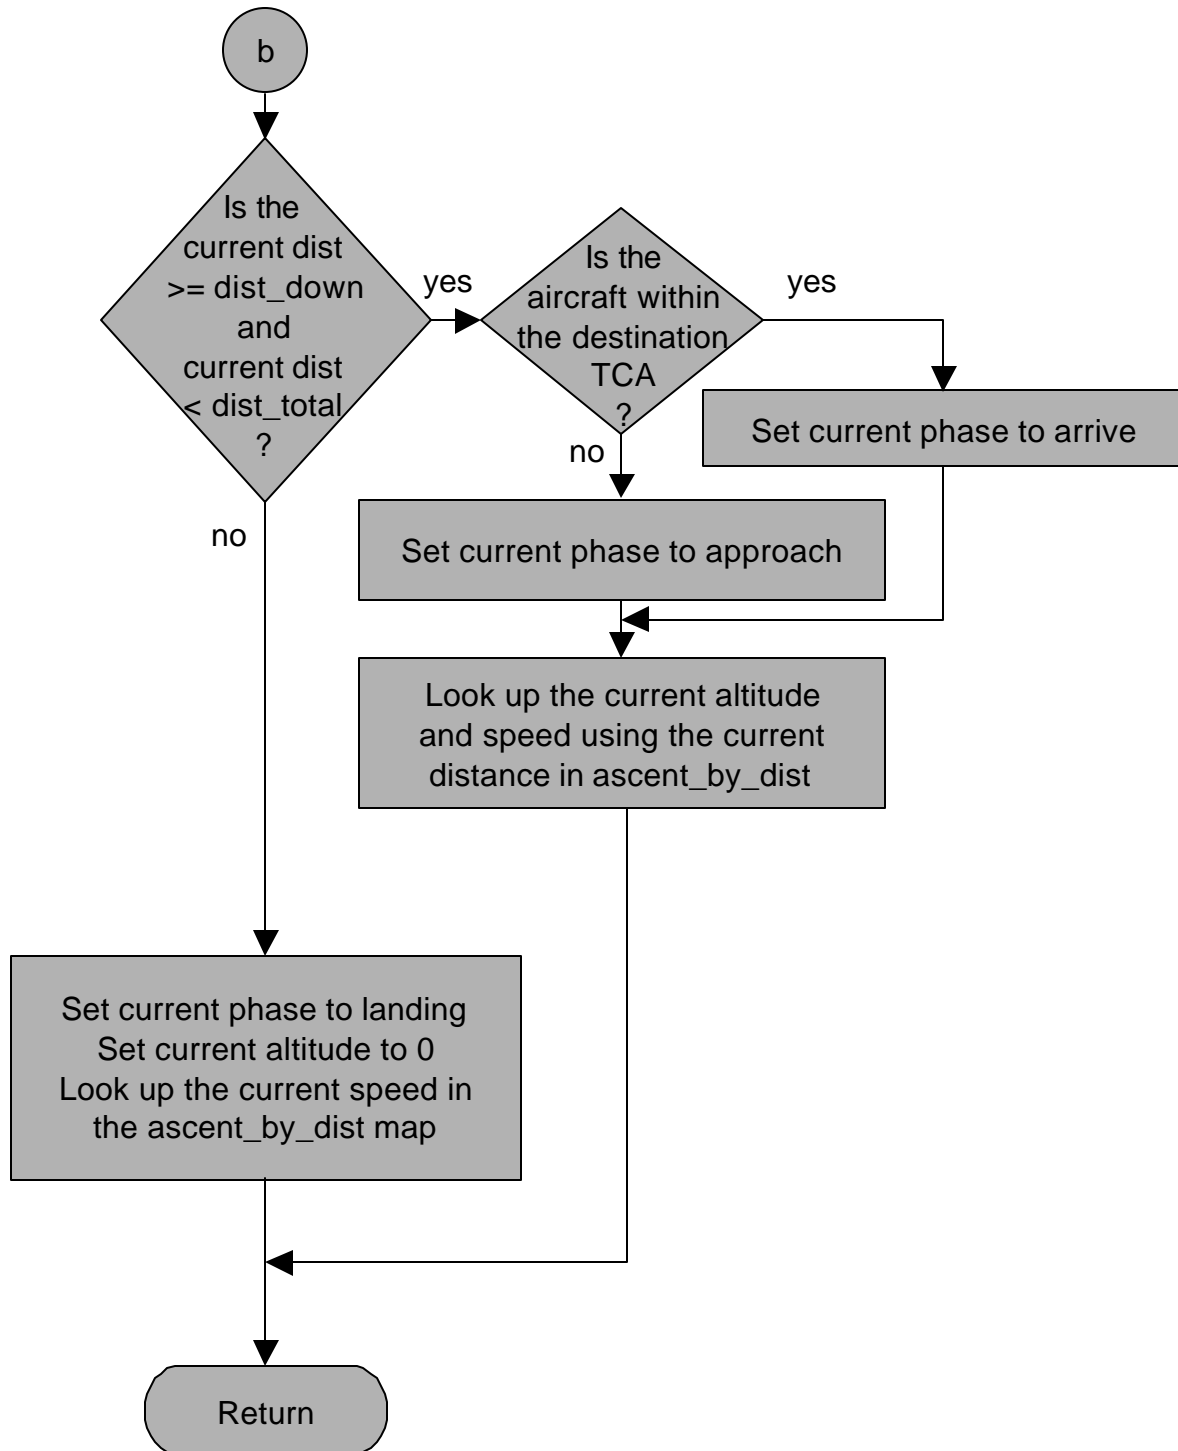 b
Is the
current dist
>= dist_down
and
current dist
< dist_total
?
yes
Is the
aircraft within
the destination
TCA
?
yes
Set current phase to arrive
no
Set current phase to approach
no
Look up the current altitude
and speed using the current
distance in ascent_by_dist
Set current phase to landing
Set current altitude to 0
Look up the current speed in
the ascent_by_dist map
Return